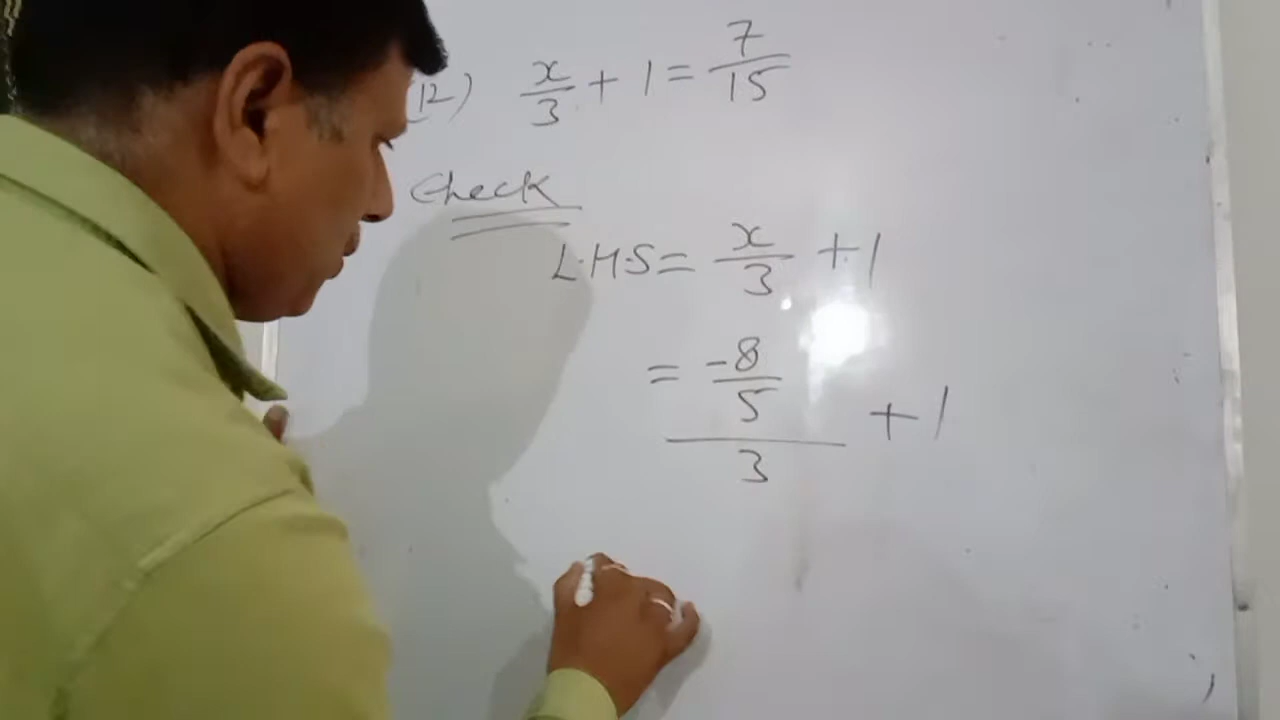 (12) x/3 + 1 = 7/15
Check
L.H.S = x/3 + 1
= (-8/5)/3 + 1